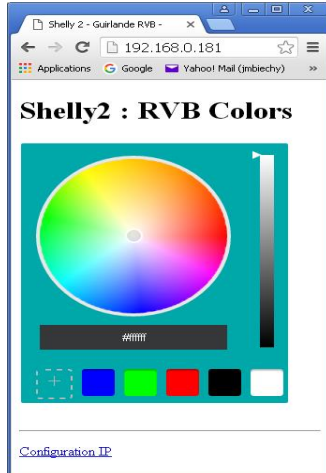 Shelly 2 - Guirlande RVB -
192.168.0.181
Applications Google Yahoo! Mail (jmbiechy) »
Shelly2 : RVB Colors
#ffffff
Configuration IP